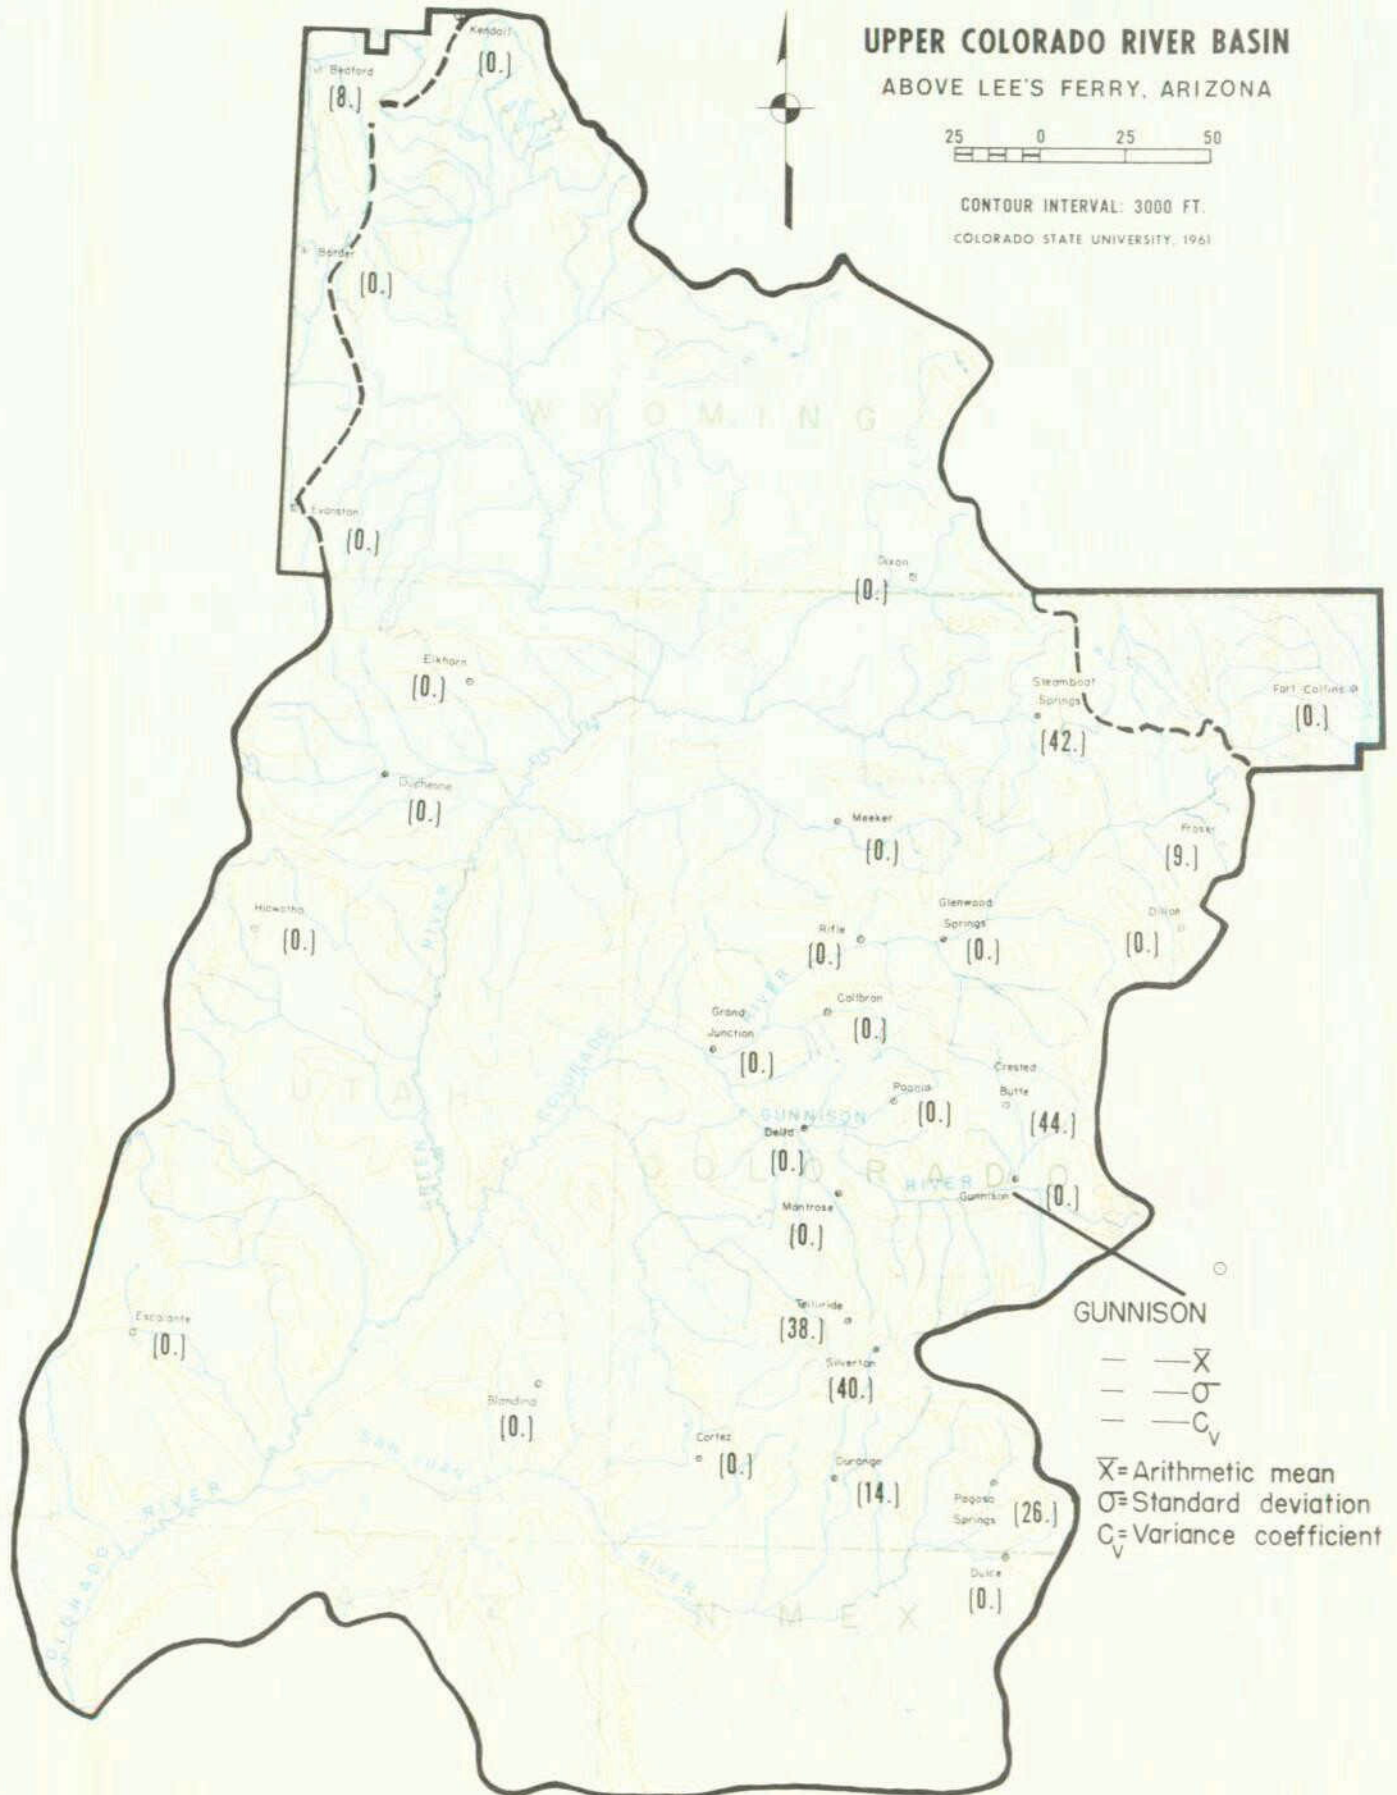 UPPER COLORADO RIVER BASIN
ABOVE LEE'S FERRY, ARIZONA
25 0 25 50
CONTOUR INTERVAL: 3000 FT.
COLORADO STATE UNIVERSITY, 1961
Kendall
(0.)
Bedford
(8.)
Border
(0.)
WYOMING
Evanston
(0.)
Dixon
(0.)
Elkhorn
(0.)
Steamboat
Springs
(42.)
Fort Collins
(0.)
Duchesne
(0.)
Meeker
(0.)
Fraser
(9.)
Hiawatha
(0.)
Rifle
(0.)
Glenwood
Springs
(0.)
Dillon
(0.)
GREEN RIVER
COLORADO RIVER
Collbran
(0.)
Grand
Junction
(0.)
UTAH
Crested
Butte
(44.)
Paonia
(0.)
GUNNISON RIVER
Delta
(0.)
COLORADO
Gunnison
(0.)
Montrose
(0.)
Telluride
(38.)
Silverton
(40.)
Escalante
(0.)
Blanding
(0.)
Cortez
(0.)
Durango
(14.)
Pagosa
Springs
(26.)
SAN JUAN RIVER
COLORADO RIVER
Dulce
(0.)
N MEX
GUNNISON
— — X̅
— — σ
— — Cv
X̅=Arithmetic mean
σ=Standard deviation
Cv=Variance coefficient